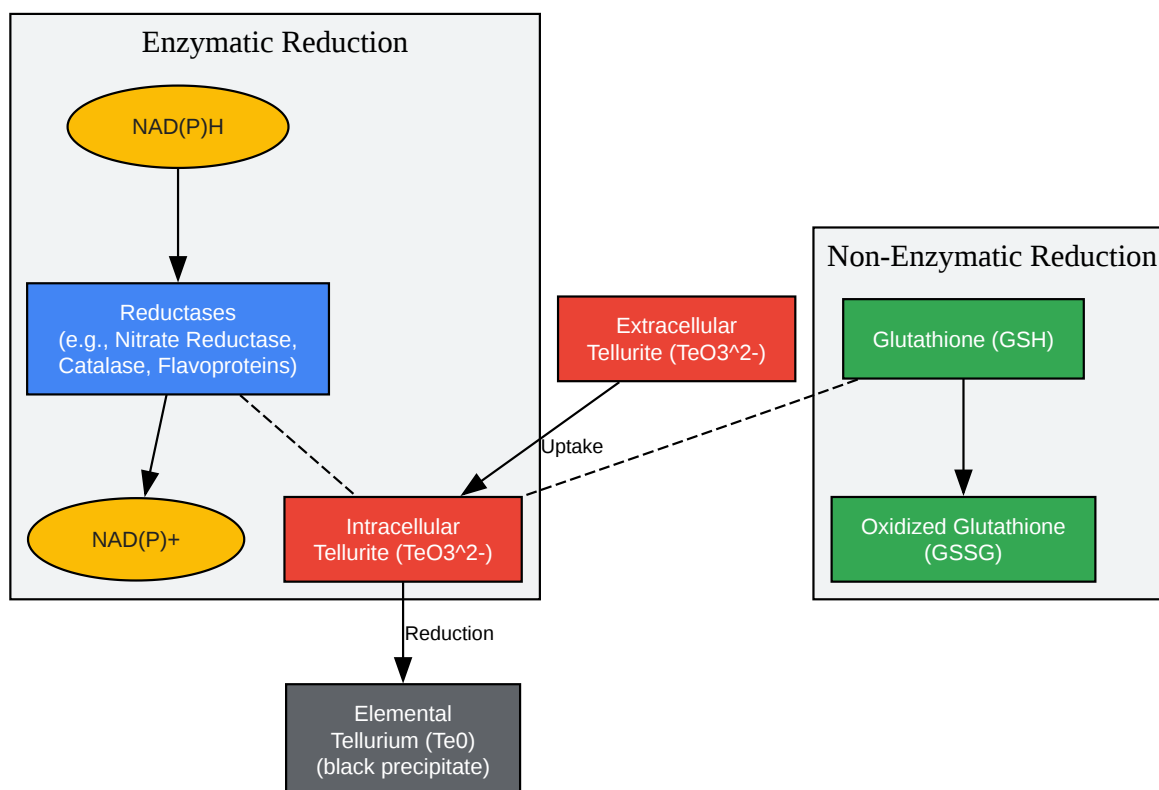 Enzymatic Reduction
NAD(P)H
Reductases
(e.g., Nitrate Reductase,
Catalase, Flavoproteins)
NAD(P)+
Extracellular
Tellurite (TeO3^2-)
Uptake
Intracellular
Tellurite (TeO3^2-)
Reduction
Elemental
Tellurium (Te0)
(black precipitate)
Non-Enzymatic Reduction
Glutathione (GSH)
Oxidized Glutathione
(GSSG)